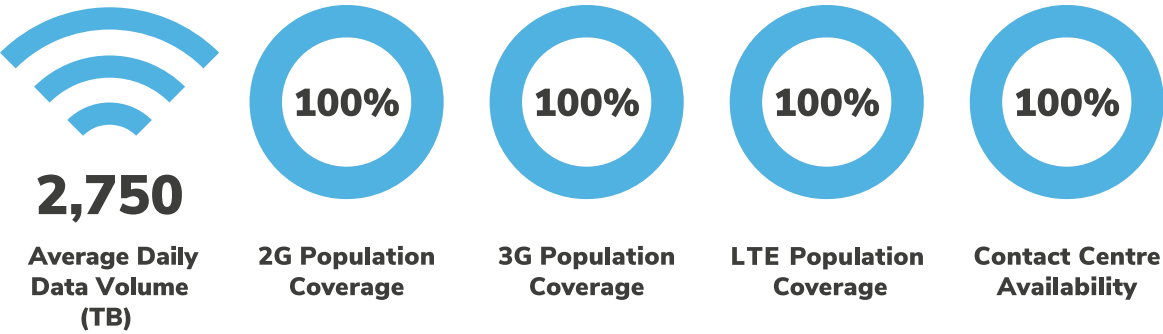 2,750
Average Daily
Data Volume
(TB)
100%
2G Population
Coverage
100%
3G Population
Coverage
100%
LTE Population
Coverage
100%
Contact Centre
Availability